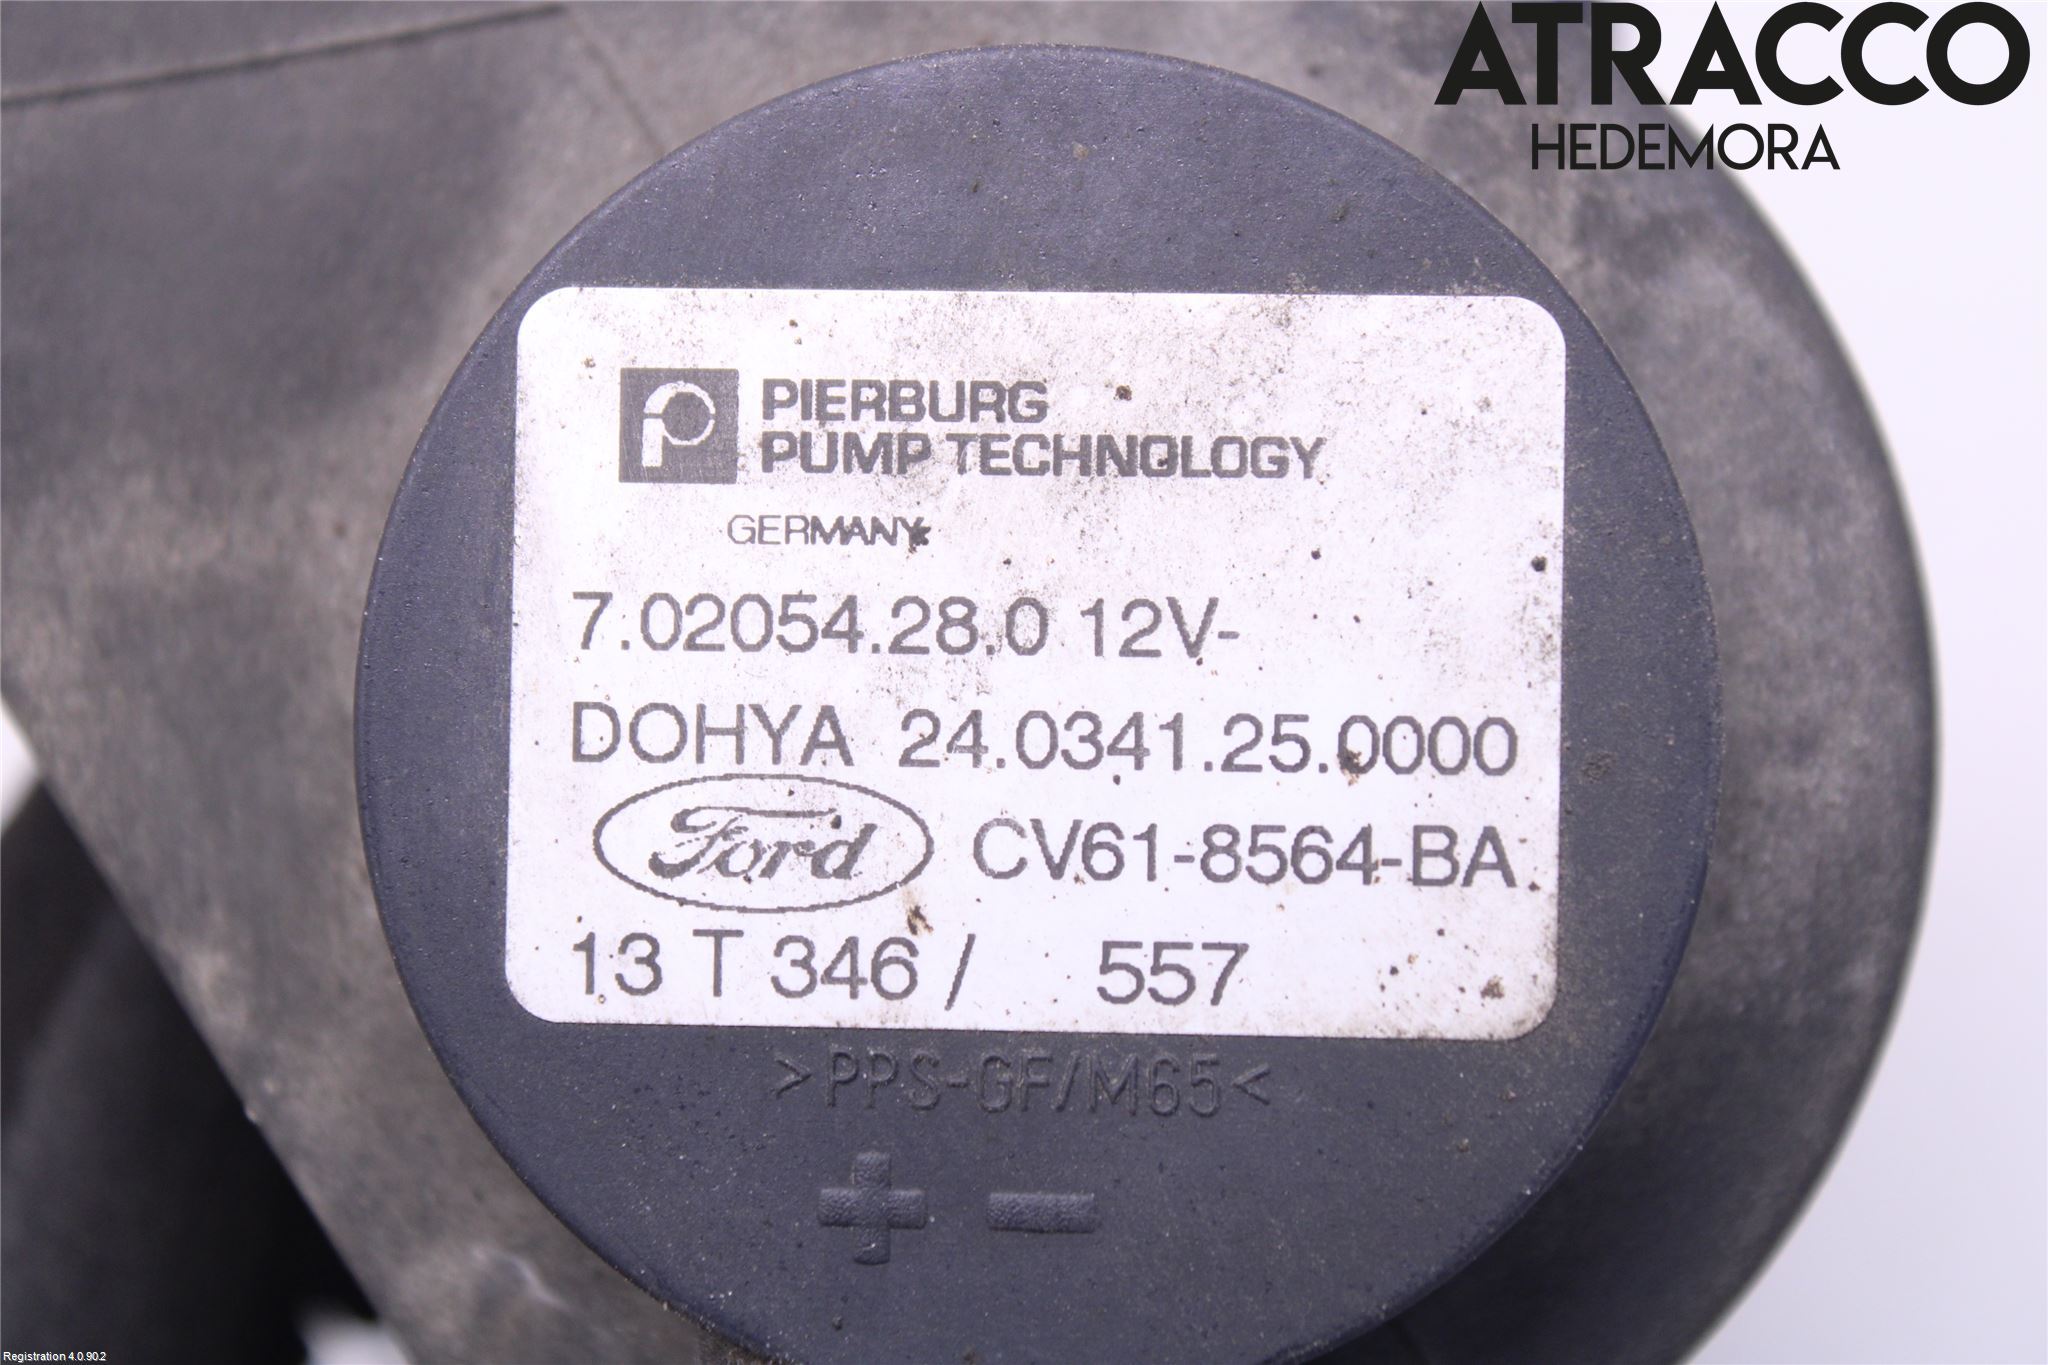 ATRACCO
HEDEMORA
PIERBURG
PUMP TECHNOLOGY
GERMANY
7.02054.28.0 12V-
DOHYA 24.0341.25.0000
Ford CV61-8564-BA
13 T 346 / 557
>PPS-GF/M65<
+ -
Registration 4.0.90.2